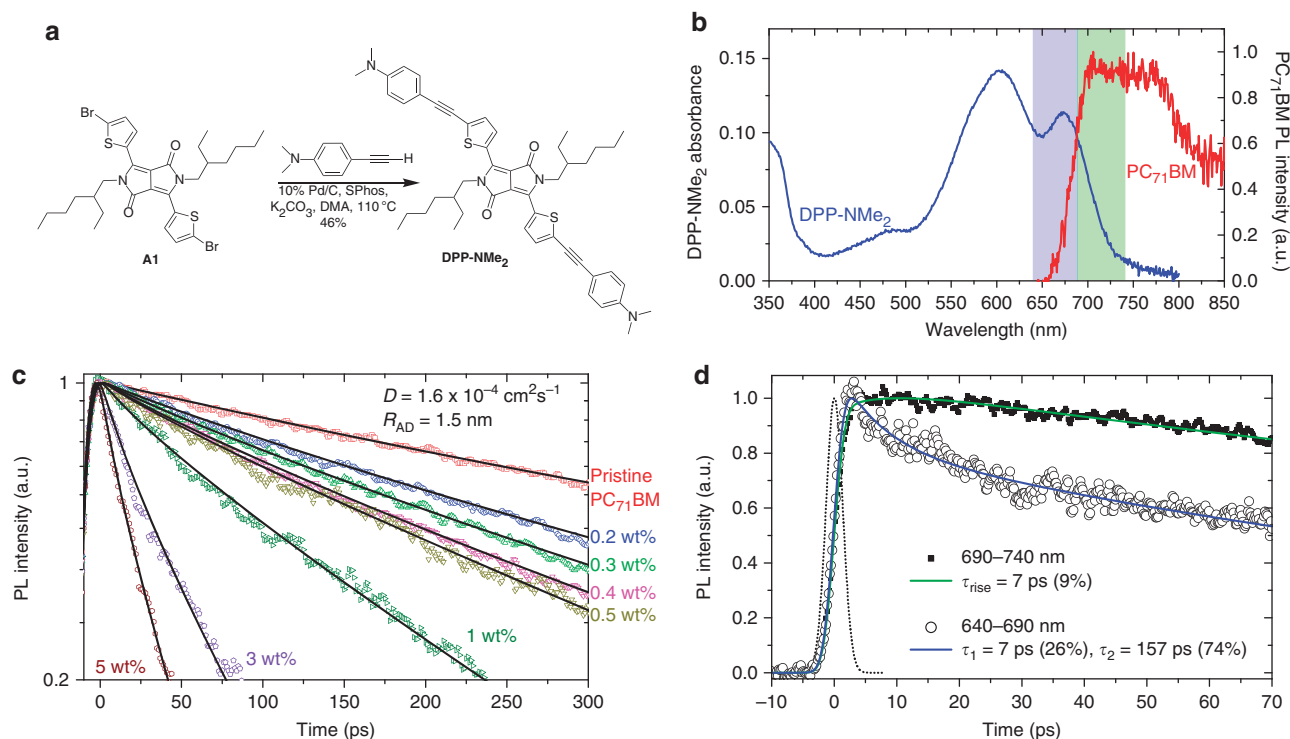 a
Br
S
O
N
N
O
S
Br
A1
N
H
10% Pd/C, SPhos,
K₂CO₃, DMA, 110 °C
46%
N
S
O
N
N
O
S
N
DPP-NMe₂
b
DPP-NMe₂ absorbance
0.15
0.10
0.05
0.00
PC₇₁BM PL intensity (a.u.)
1.0
0.8
0.6
0.4
0.2
0.0
DPP-NMe₂
PC₇₁BM
350 400 450 500 550 600 650 700 750 800 850
Wavelength (nm)
c
PL intensity (a.u.)
1
0.2
D = 1.6 x 10⁻⁴ cm²s⁻¹
R_AD = 1.5 nm
Pristine
PC₇₁BM
0.2 wt%
0.3 wt%
0.4 wt%
0.5 wt%
1 wt%
3 wt%
5 wt%
0 50 100 150 200 250 300
Time (ps)
d
PL intensity (a.u.)
1.0
0.8
0.6
0.4
0.2
0.0
690–740 nm
τ_rise = 7 ps (9%)
640–690 nm
τ₁ = 7 ps (26%), τ₂ = 157 ps (74%)
–10 0 10 20 30 40 50 60 70
Time (ps)